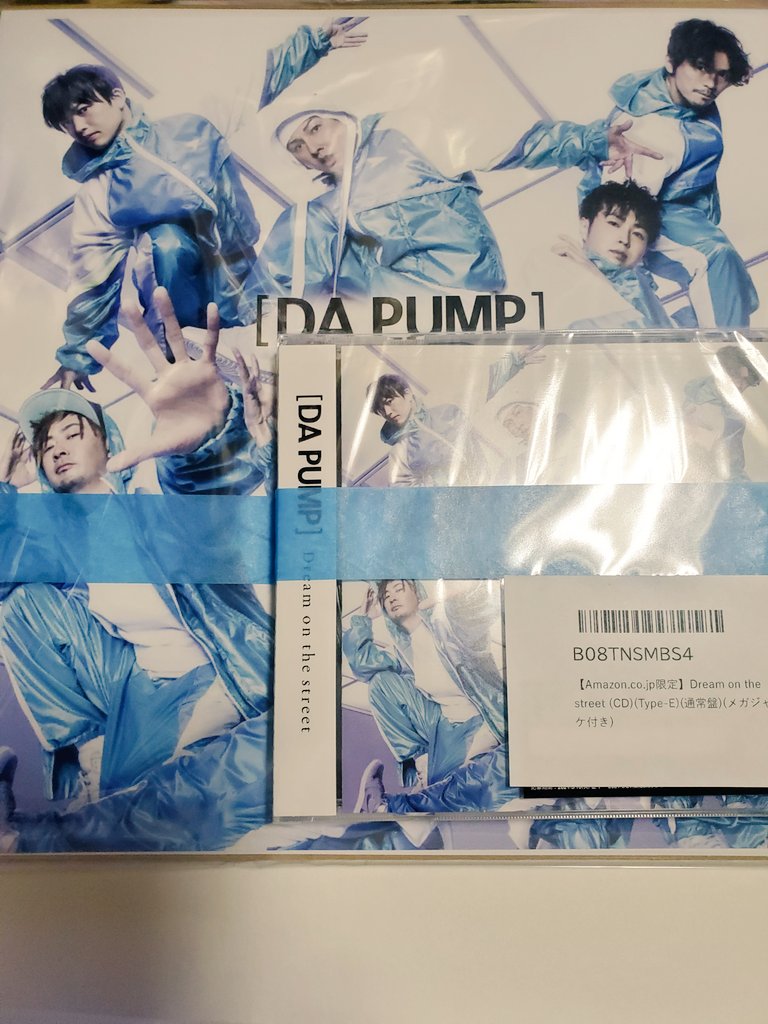 [DA PUMP]
[DA PUMP] Dream on the street
B08TNSMBS4
【Amazon.co.jp限定】Dream on the
street (CD)(Type-E)(通常盤)(メガジャ
ケ付き)